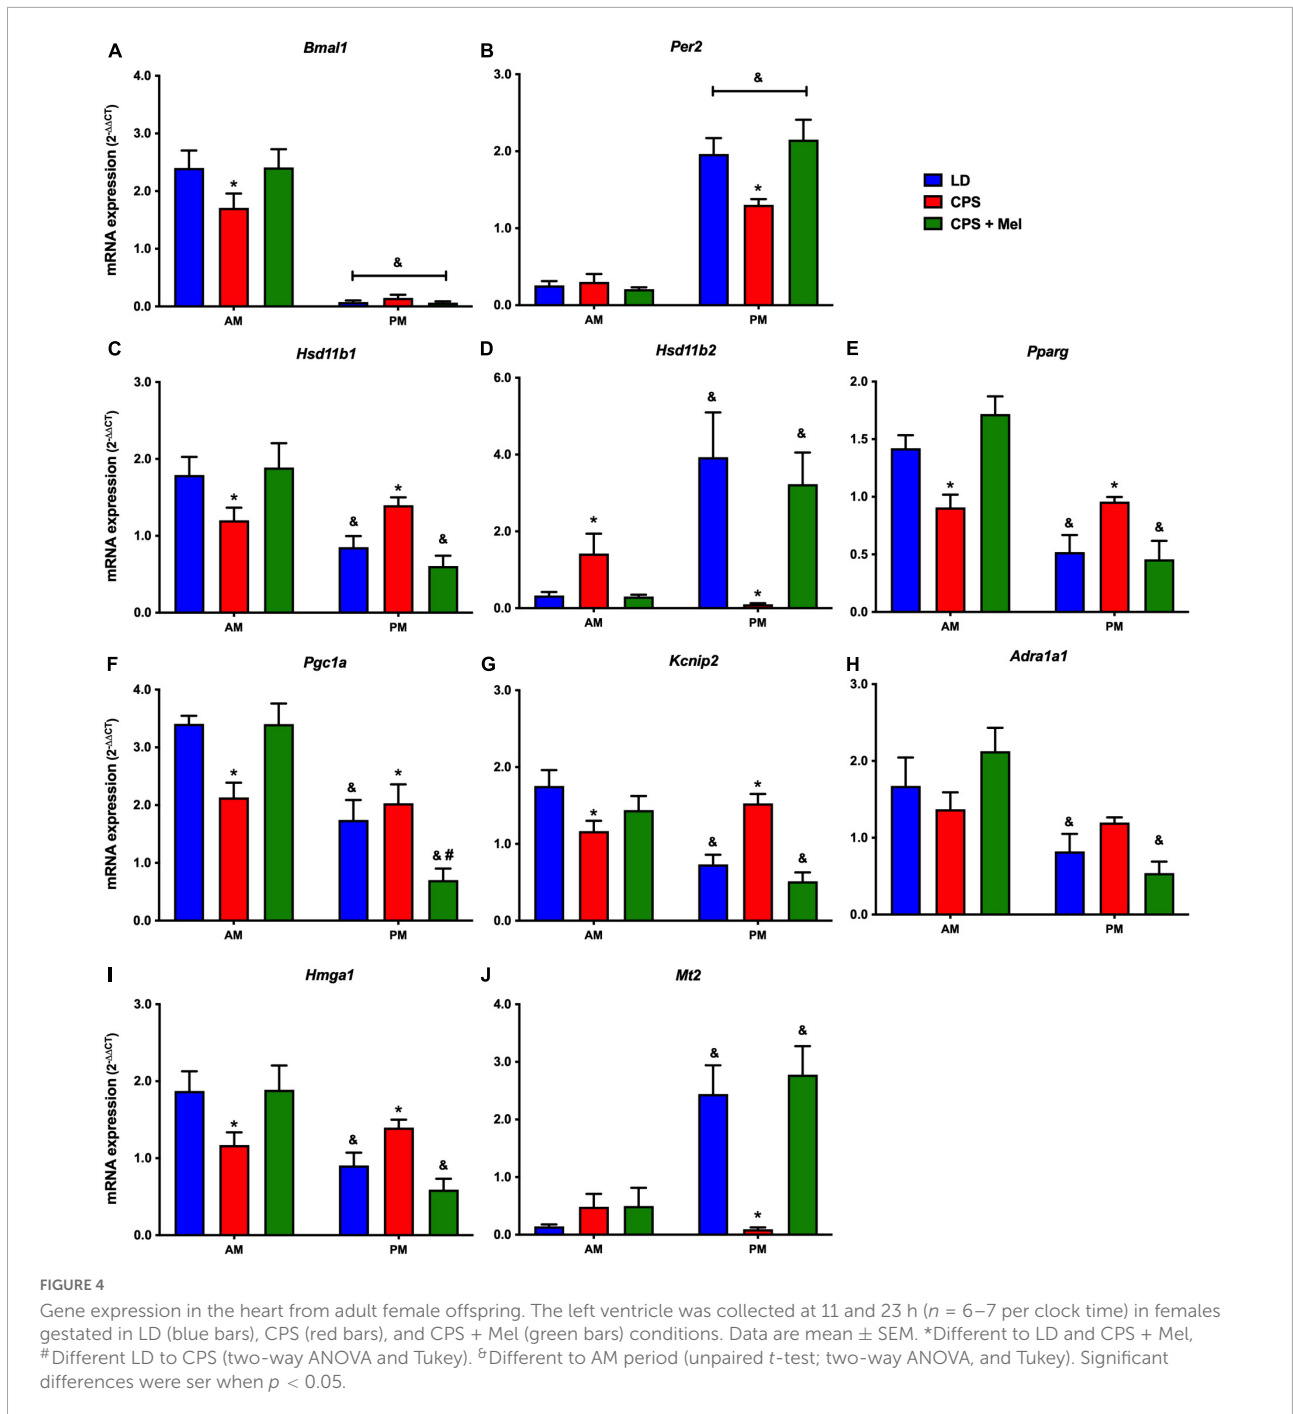 A Bmal1
mRNA expression (2-ΔΔCT)
4.0
3.0
2.0
1.0
0.0
*
&
AM PM
B Per2
3.0
2.0
1.0
0.0
&
*
AM PM
LD
CPS
CPS + Mel
C Hsd11b1
mRNA expression (2-ΔΔCT)
3.0
2.0
1.0
0.0
*
&
*
&
AM PM
D Hsd11b2
6.0
4.0
2.0
0.0
*
&
*
&
AM PM
E Pparg
2.0
1.5
1.0
0.5
0.0
*
&
*
&
AM PM
F Pgc1a
mRNA expression (2-ΔΔCT)
4.0
3.0
2.0
1.0
0.0
*
&
*
& #
AM PM
G Kcnip2
3.0
2.0
1.0
0.0
*
&
*
&
AM PM
H Adra1a1
3.0
2.0
1.0
0.0
&
&
AM PM
I Hmga1
mRNA expression (2-ΔΔCT)
3.0
2.0
1.0
0.0
*
&
*
&
AM PM
J Mt2
4.0
3.0
2.0
1.0
0.0
&
*
&
AM PM
FIGURE 4
Gene expression in the heart from adult female offspring. The left ventricle was collected at 11 and 23 h (n = 6–7 per clock time) in females
gestated in LD (blue bars), CPS (red bars), and CPS + Mel (green bars) conditions. Data are mean ± SEM. *Different to LD and CPS + Mel,
#Different LD to CPS (two-way ANOVA and Tukey). &Different to AM period (unpaired t-test; two-way ANOVA, and Tukey). Significant
differences were ser when p < 0.05.